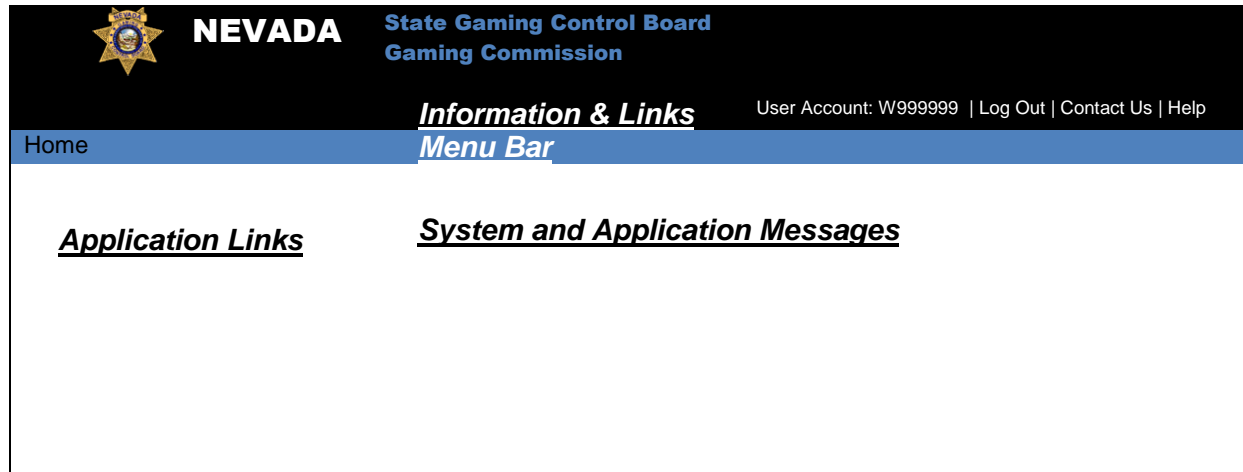 NEVADA
State Gaming Control Board
Gaming Commission
Information & Links
User Account: W999999 | Log Out | Contact Us | Help
Home
Menu Bar
Application Links
System and Application Messages